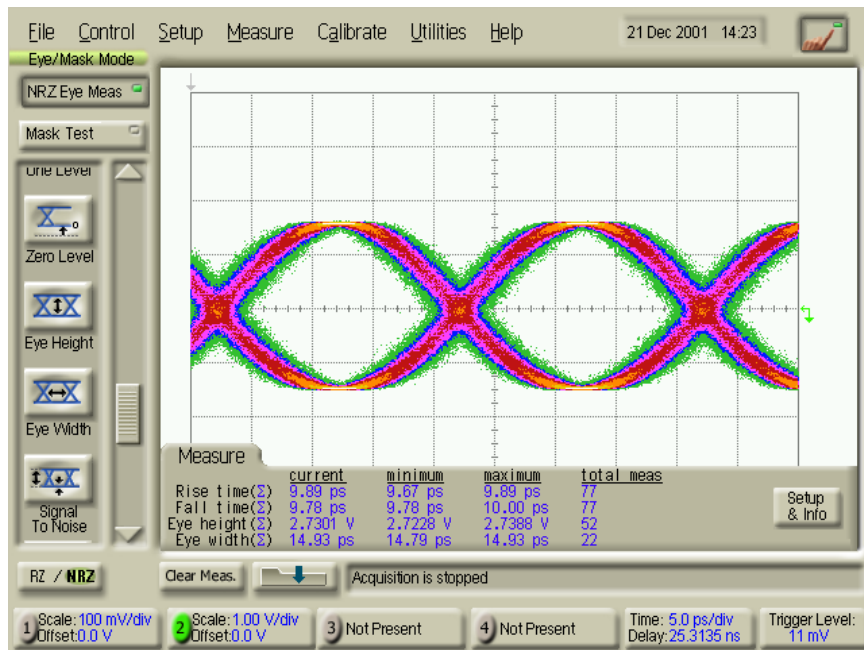 File Control Setup Measure Calibrate Utilities Help 21 Dec 2001 14:23
Eye/Mask Mode
NRZ Eye Meas
Mask Test
One Level
Zero Level
Eye Height
Eye Width
Signal
To Noise
RZ / NRZ
Measure
current minimum maximum total meas
Rise time(Σ) 9.89 ps 9.67 ps 9.89 ps 77
Fall time(Σ) 9.78 ps 9.78 ps 10.00 ps 77
Eye height(Σ) 2.7301 V 2.7228 V 2.7388 V 52
Eye width(Σ) 14.93 ps 14.79 ps 14.93 ps 22
Setup
& Info
Clear Meas.
Acquisition is stopped
1 Scale:100 mV/div
Offset:0.0 V
2 Scale:1.00 V/div
Offset:0.0 V
3 Not Present
4 Not Present
Time:5.0 ps/div
Delay:25.3135 ns
Trigger Level:
11 mV